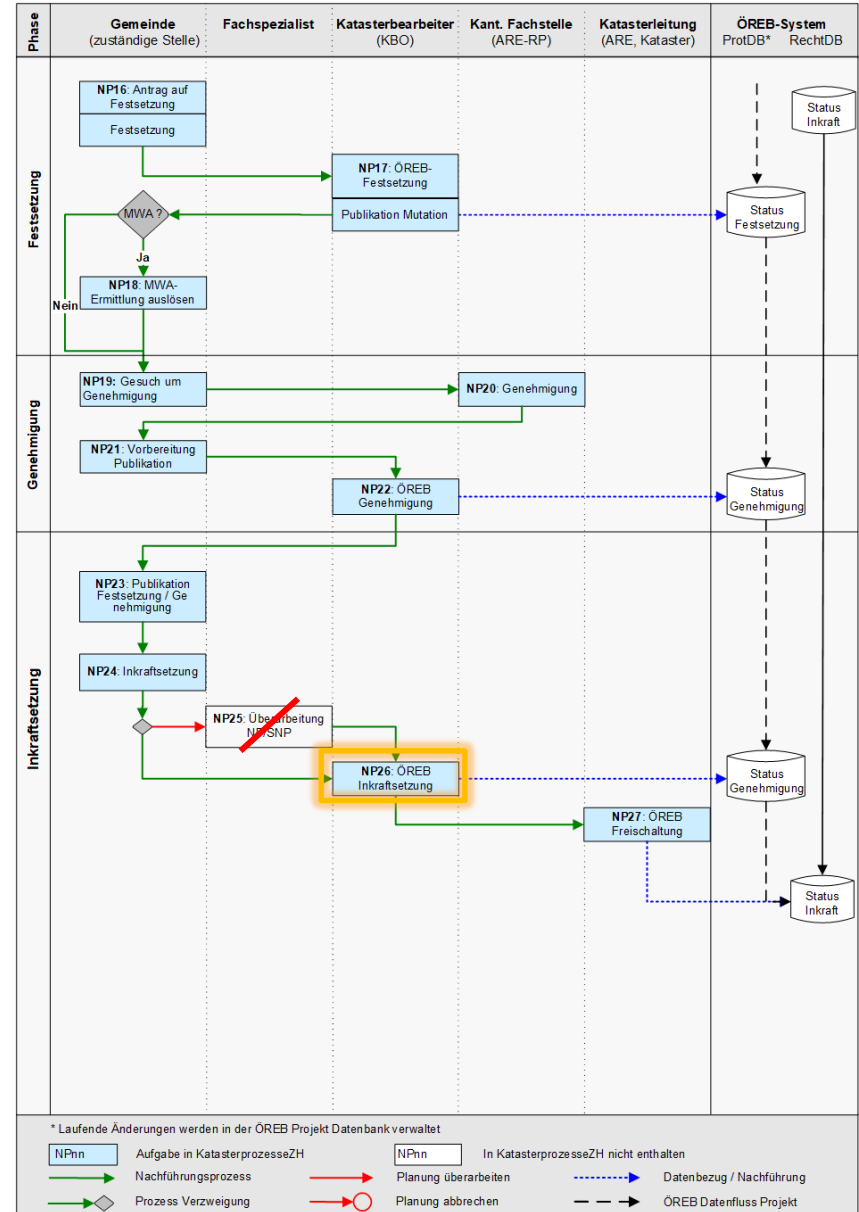 Phase
Gemeinde
(zuständige Stelle)
Fachspezialist
Katasterbearbeiter
(KBO)
Kant. Fachstelle
(ARE-RP)
Katasterleitung
(ARE, Kataster)
ÖREB-System
ProtDB* RechtDB
Festsetzung
NP16: Antrag auf
Festsetzung
Festsetzung
Status
Inkraft
NP17: ÖREB-
Festsetzung
Publikation Mutation
MWA ?
Status
Festsetzung
Ja
NP18: MWA-
Ermittlung auslösen
Nein
Genehmigung
NP19: Gesuch um
Genehmigung
NP20: Genehmigung
NP21: Vorbereitung
Publikation
NP22: ÖREB
Genehmigung
Status
Genehmigung
Inkraftsetzung
NP23: Publikation
Festsetzung / Ge
nehmigung
NP24: Inkraftsetzung
NP25: Überarbeitung
NP/SNP
NP26: ÖREB
Inkraftsetzung
Status
Genehmigung
NP27: ÖREB
Freischaltung
Status
Inkraft
* Laufende Änderungen werden in der ÖREB Projekt Datenbank verwaltet
NPnn Aufgabe in KatasterprozesseZH NPnn In KatasterprozesseZH nicht enthalten
Nachführungsprozess Planung überarbeiten Datenbezug / Nachführung
Prozess Verzweigung Planung abbrechen ÖREB Datenfluss Projekt